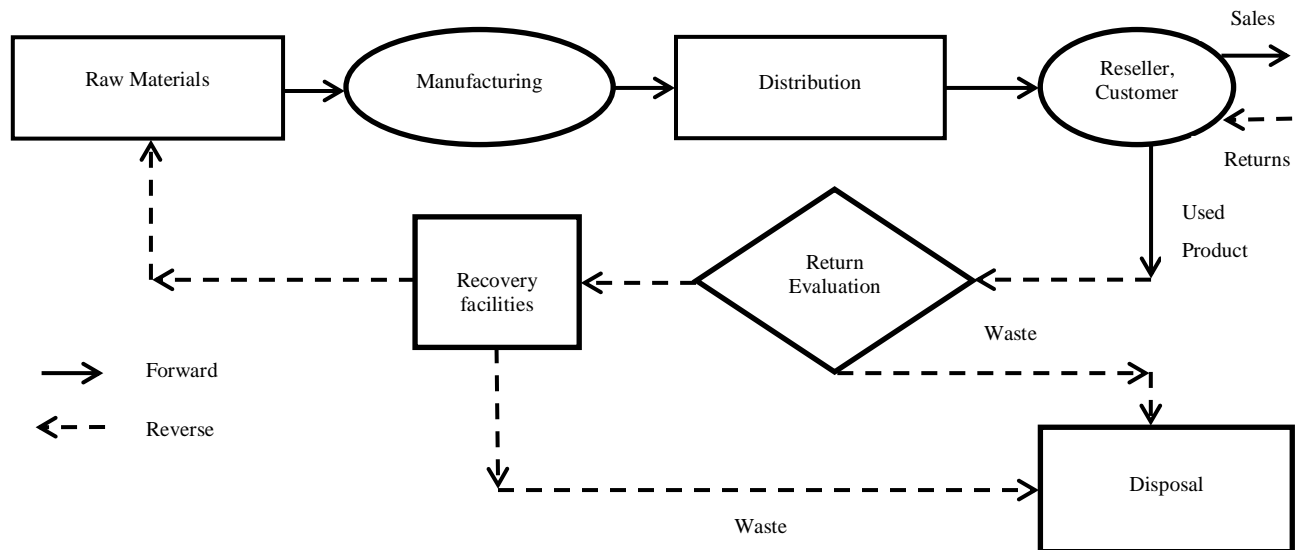 Sales
Raw Materials
Manufacturing
Distribution
Reseller,
Customer
Returns
Used
Product
Return
Evaluation
Recovery
facilities
Waste
Forward
Reverse
Disposal
Waste